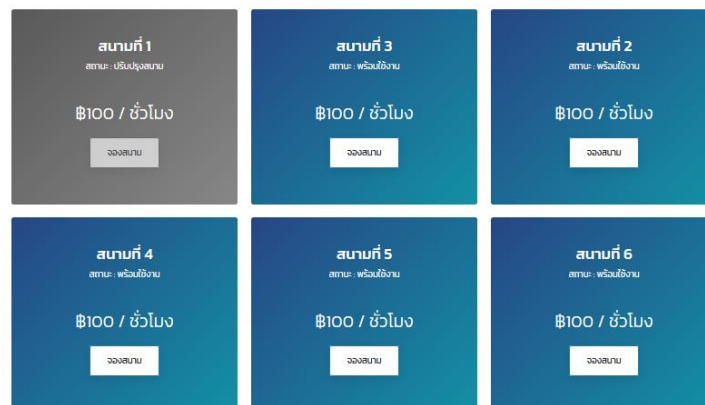 สนามที่ 1
สถานะ : ปรับปรุงสนาม
฿100 / ชั่วโมง
จองสนาม
สนามที่ 3
สถานะ : พร้อมใช้งาน
฿100 / ชั่วโมง
จองสนาม
สนามที่ 2
สถานะ : พร้อมใช้งาน
฿100 / ชั่วโมง
จองสนาม
สนามที่ 4
สถานะ : พร้อมใช้งาน
฿100 / ชั่วโมง
จองสนาม
สนามที่ 5
สถานะ : พร้อมใช้งาน
฿100 / ชั่วโมง
จองสนาม
สนามที่ 6
สถานะ : พร้อมใช้งาน
฿100 / ชั่วโมง
จองสนาม